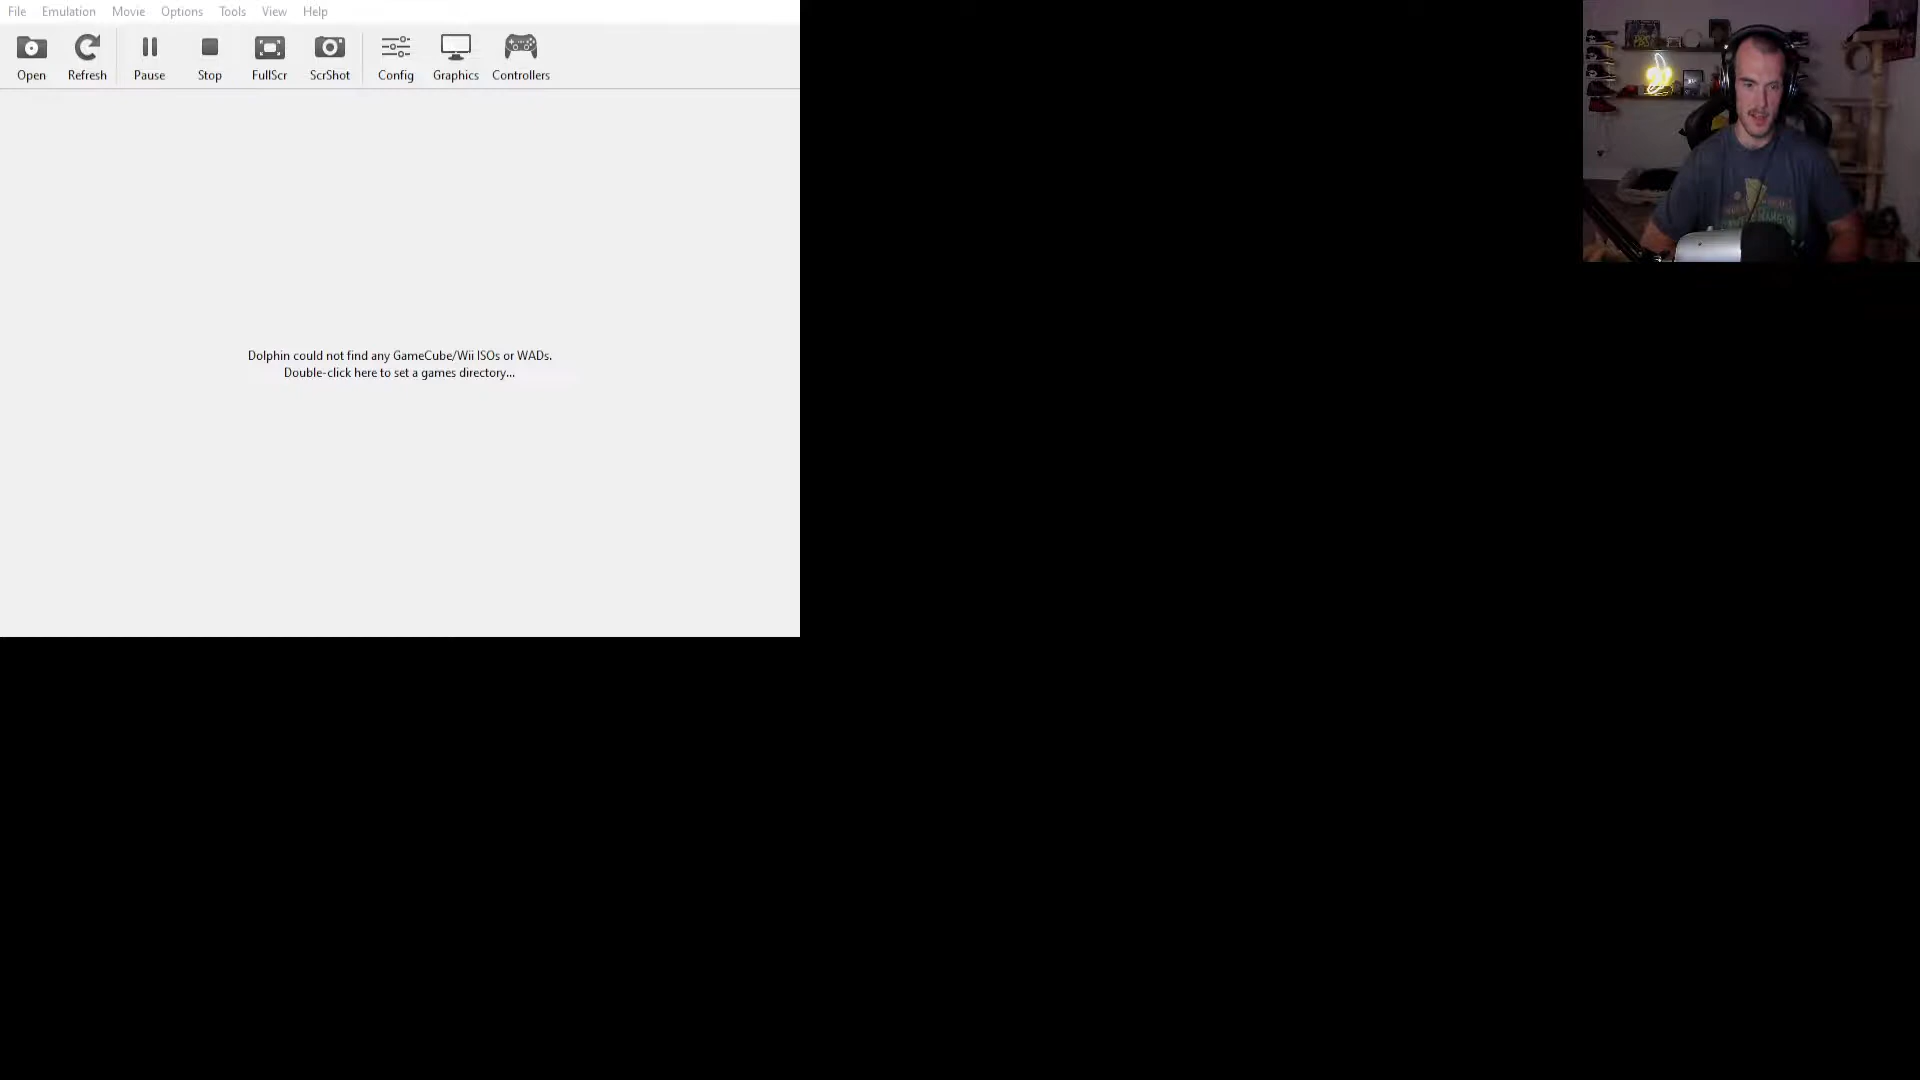 File Emulation Movie Options Tools View Help
Open Refresh Pause Stop FullScr ScrShot Config Graphics Controllers
Dolphin could not find any GameCube/Wii ISOs or WADs.
Double-click here to set a games directory...